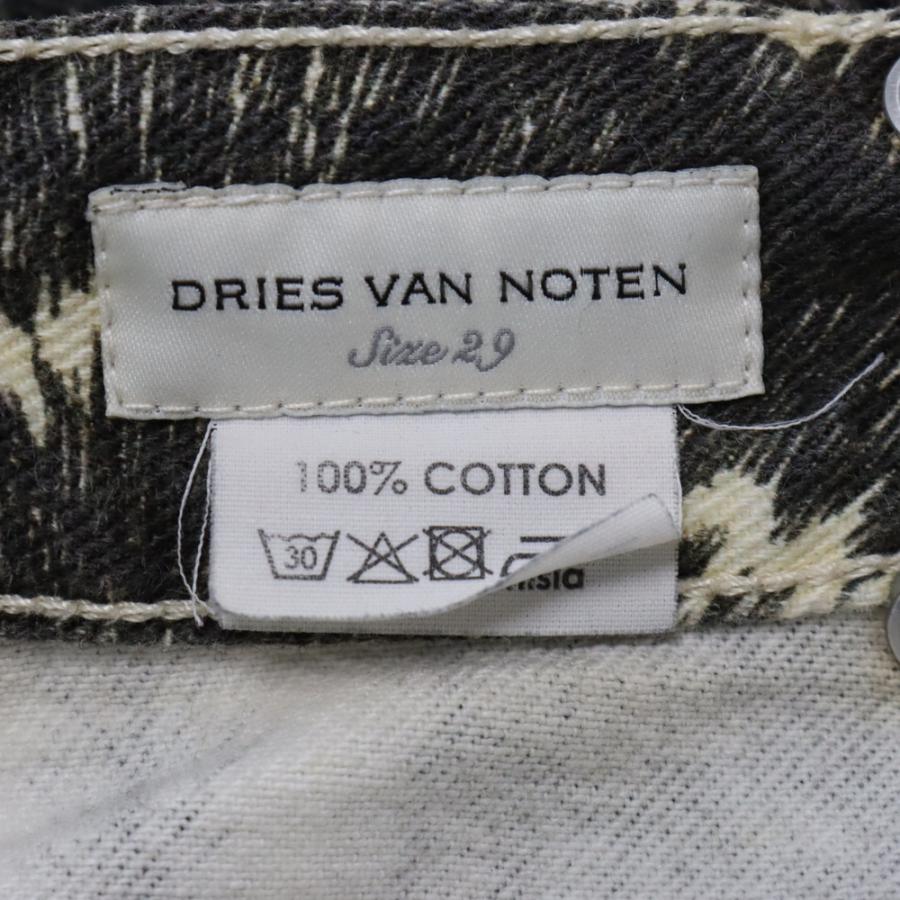 DRIES VAN NOTEN
Size 29
100% COTTON
30